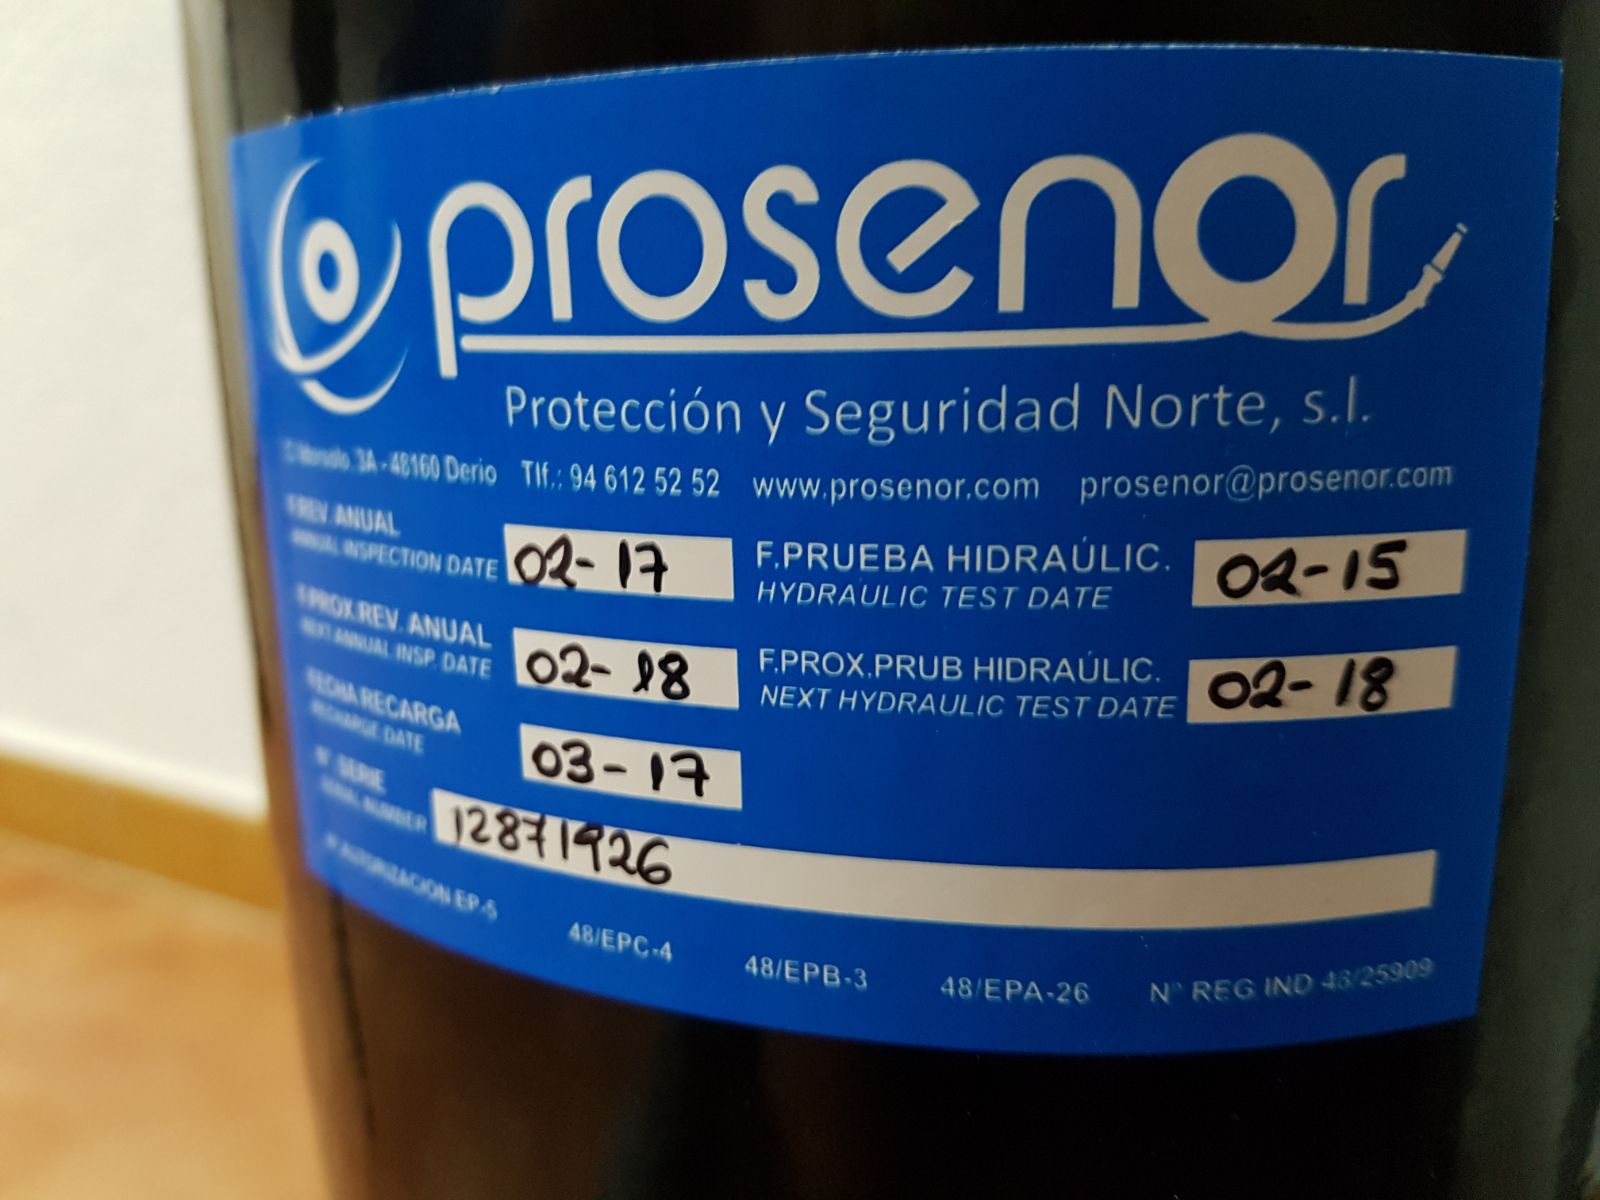 prosenor
Protección y Seguridad Norte, s.l.
3A - 48160 Derio Tlf.: 94 612 52 52 www.prosenor.com prosenor@prosenor.com
F.REV. ANUAL
ANNUAL INSPECTION DATE 02-17
F.PRUEBA HIDRAÚLIC.
HYDRAULIC TEST DATE 02-15
F.PROX.REV. ANUAL
NEXT ANNUAL INSP. DATE 02-18
F.PROX.PRUB HIDRAÚLIC.
NEXT HYDRAULIC TEST DATE 02-18
FECHA RECARGA
RECHARGE DATE 03-17
Nº SERIE
SERIAL NUMBER 12871926
Nº AUTORIZACION EP-5 48/EPC-4 48/EPB-3 48/EPA-26 Nº REG IND 48/25909